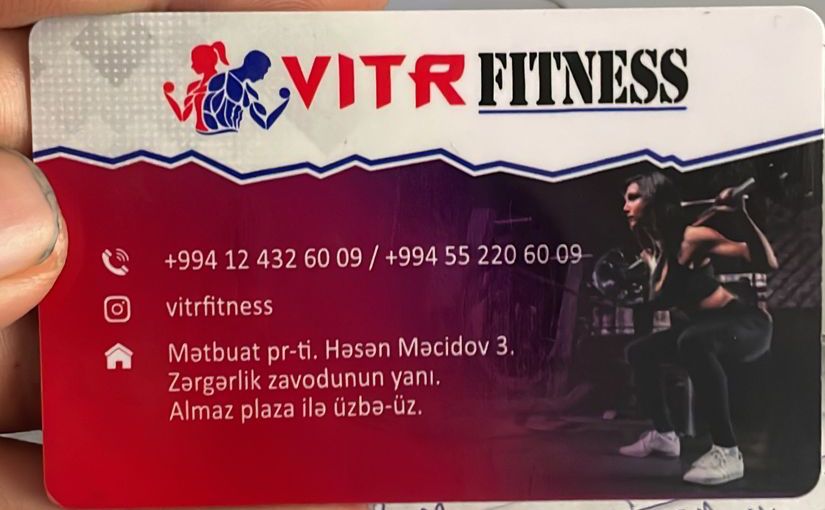 VITR FITNESS
+994 12 432 60 09 / +994 55 220 60 09
vitrfitness
Mətbuat pr-ti. Həsən Məcidov 3.
Zərgərlik zavodunun yanı.
Almaz plaza ilə üzbə-üz.